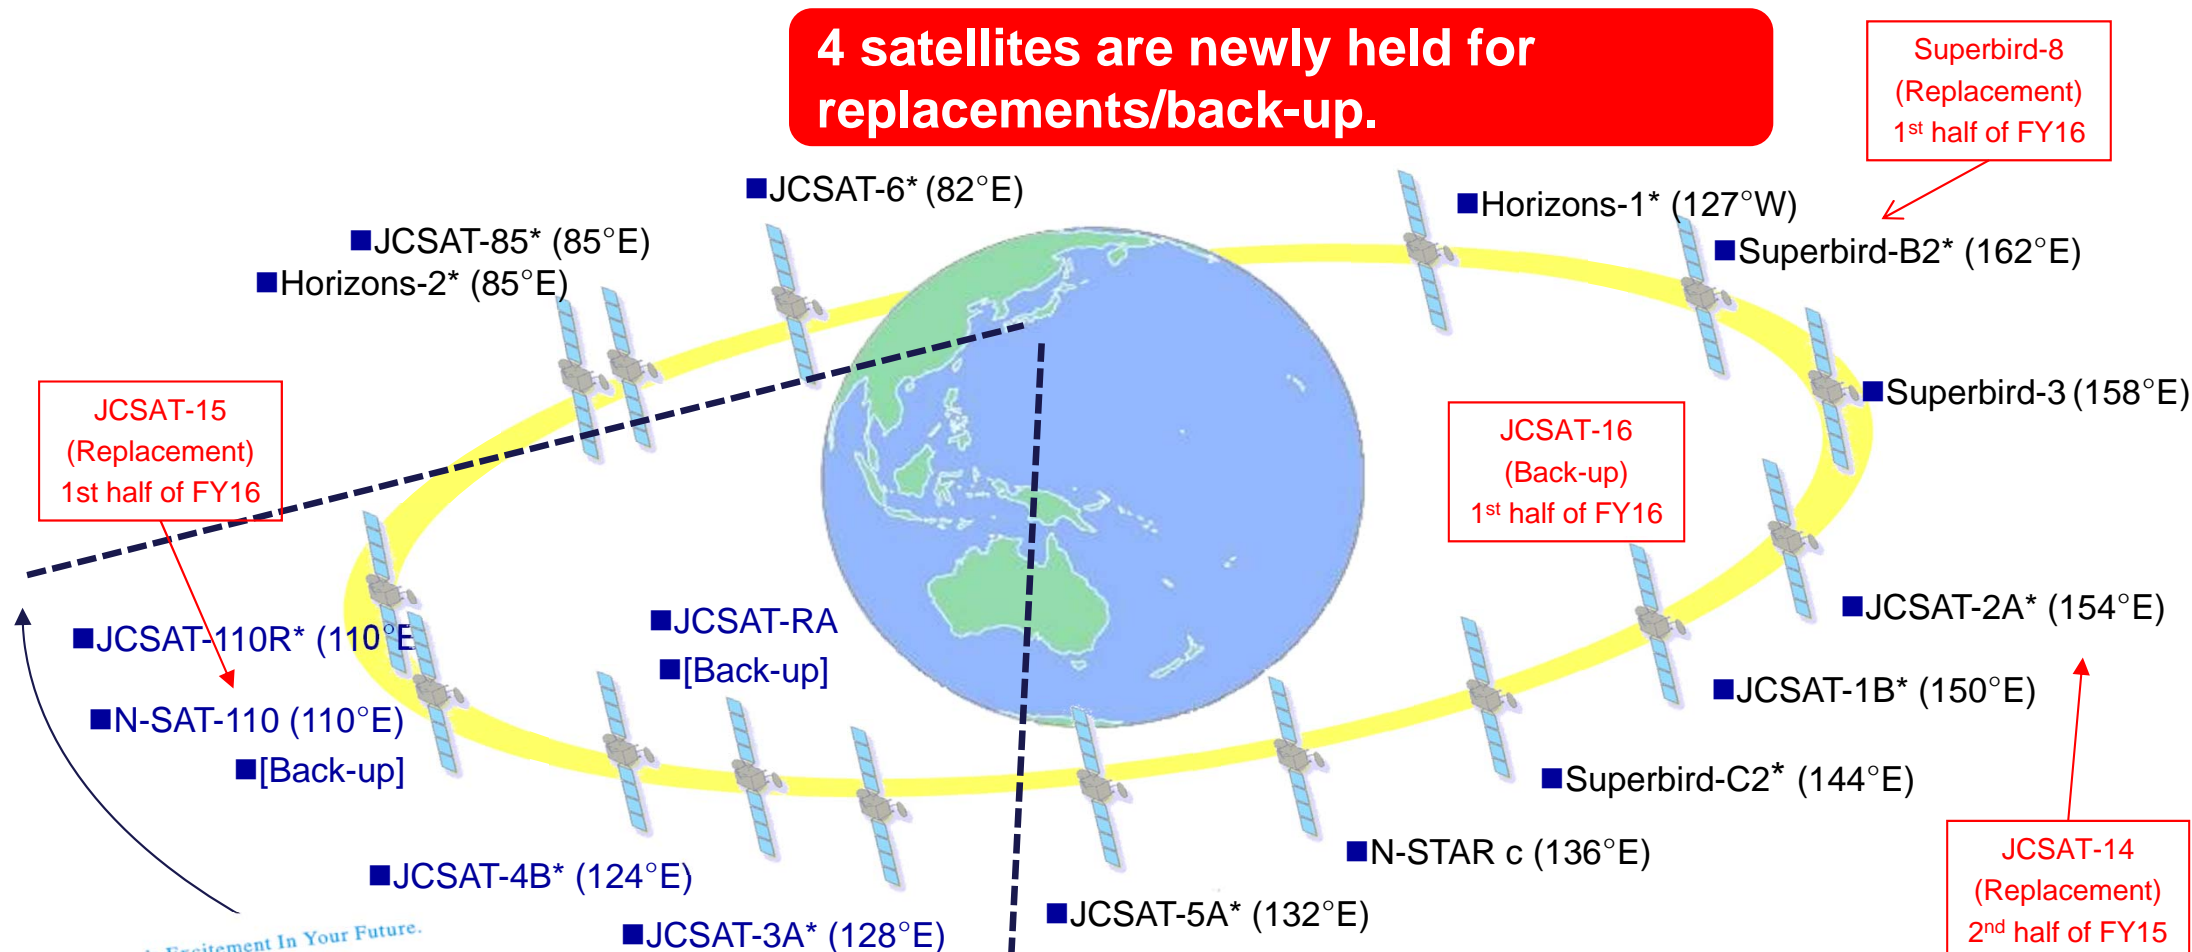 4 satellites are newly held for
replacements/back-up.
Superbird-8
(Replacement)
1st half of FY16
■JCSAT-6* (82°E)
■Horizons-1* (127°W)
■JCSAT-85* (85°E)
■Superbird-B2* (162°E)
■Horizons-2* (85°E)
■Superbird-3 (158°E)
JCSAT-15
(Replacement)
1st half of FY16
JCSAT-16
(Back-up)
1st half of FY16
■JCSAT-110R* (110°E
■JCSAT-RA
■[Back-up]
■JCSAT-2A* (154°E)
■N-SAT-110 (110°E)
■[Back-up]
■JCSAT-1B* (150°E)
■Superbird-C2* (144°E)
■N-STAR c (136°E)
■JCSAT-4B* (124°E)
■JCSAT-5A* (132°E)
■JCSAT-3A* (128°E)
JCSAT-14
(Replacement)
2nd half of FY15
Excitement In Your Future.